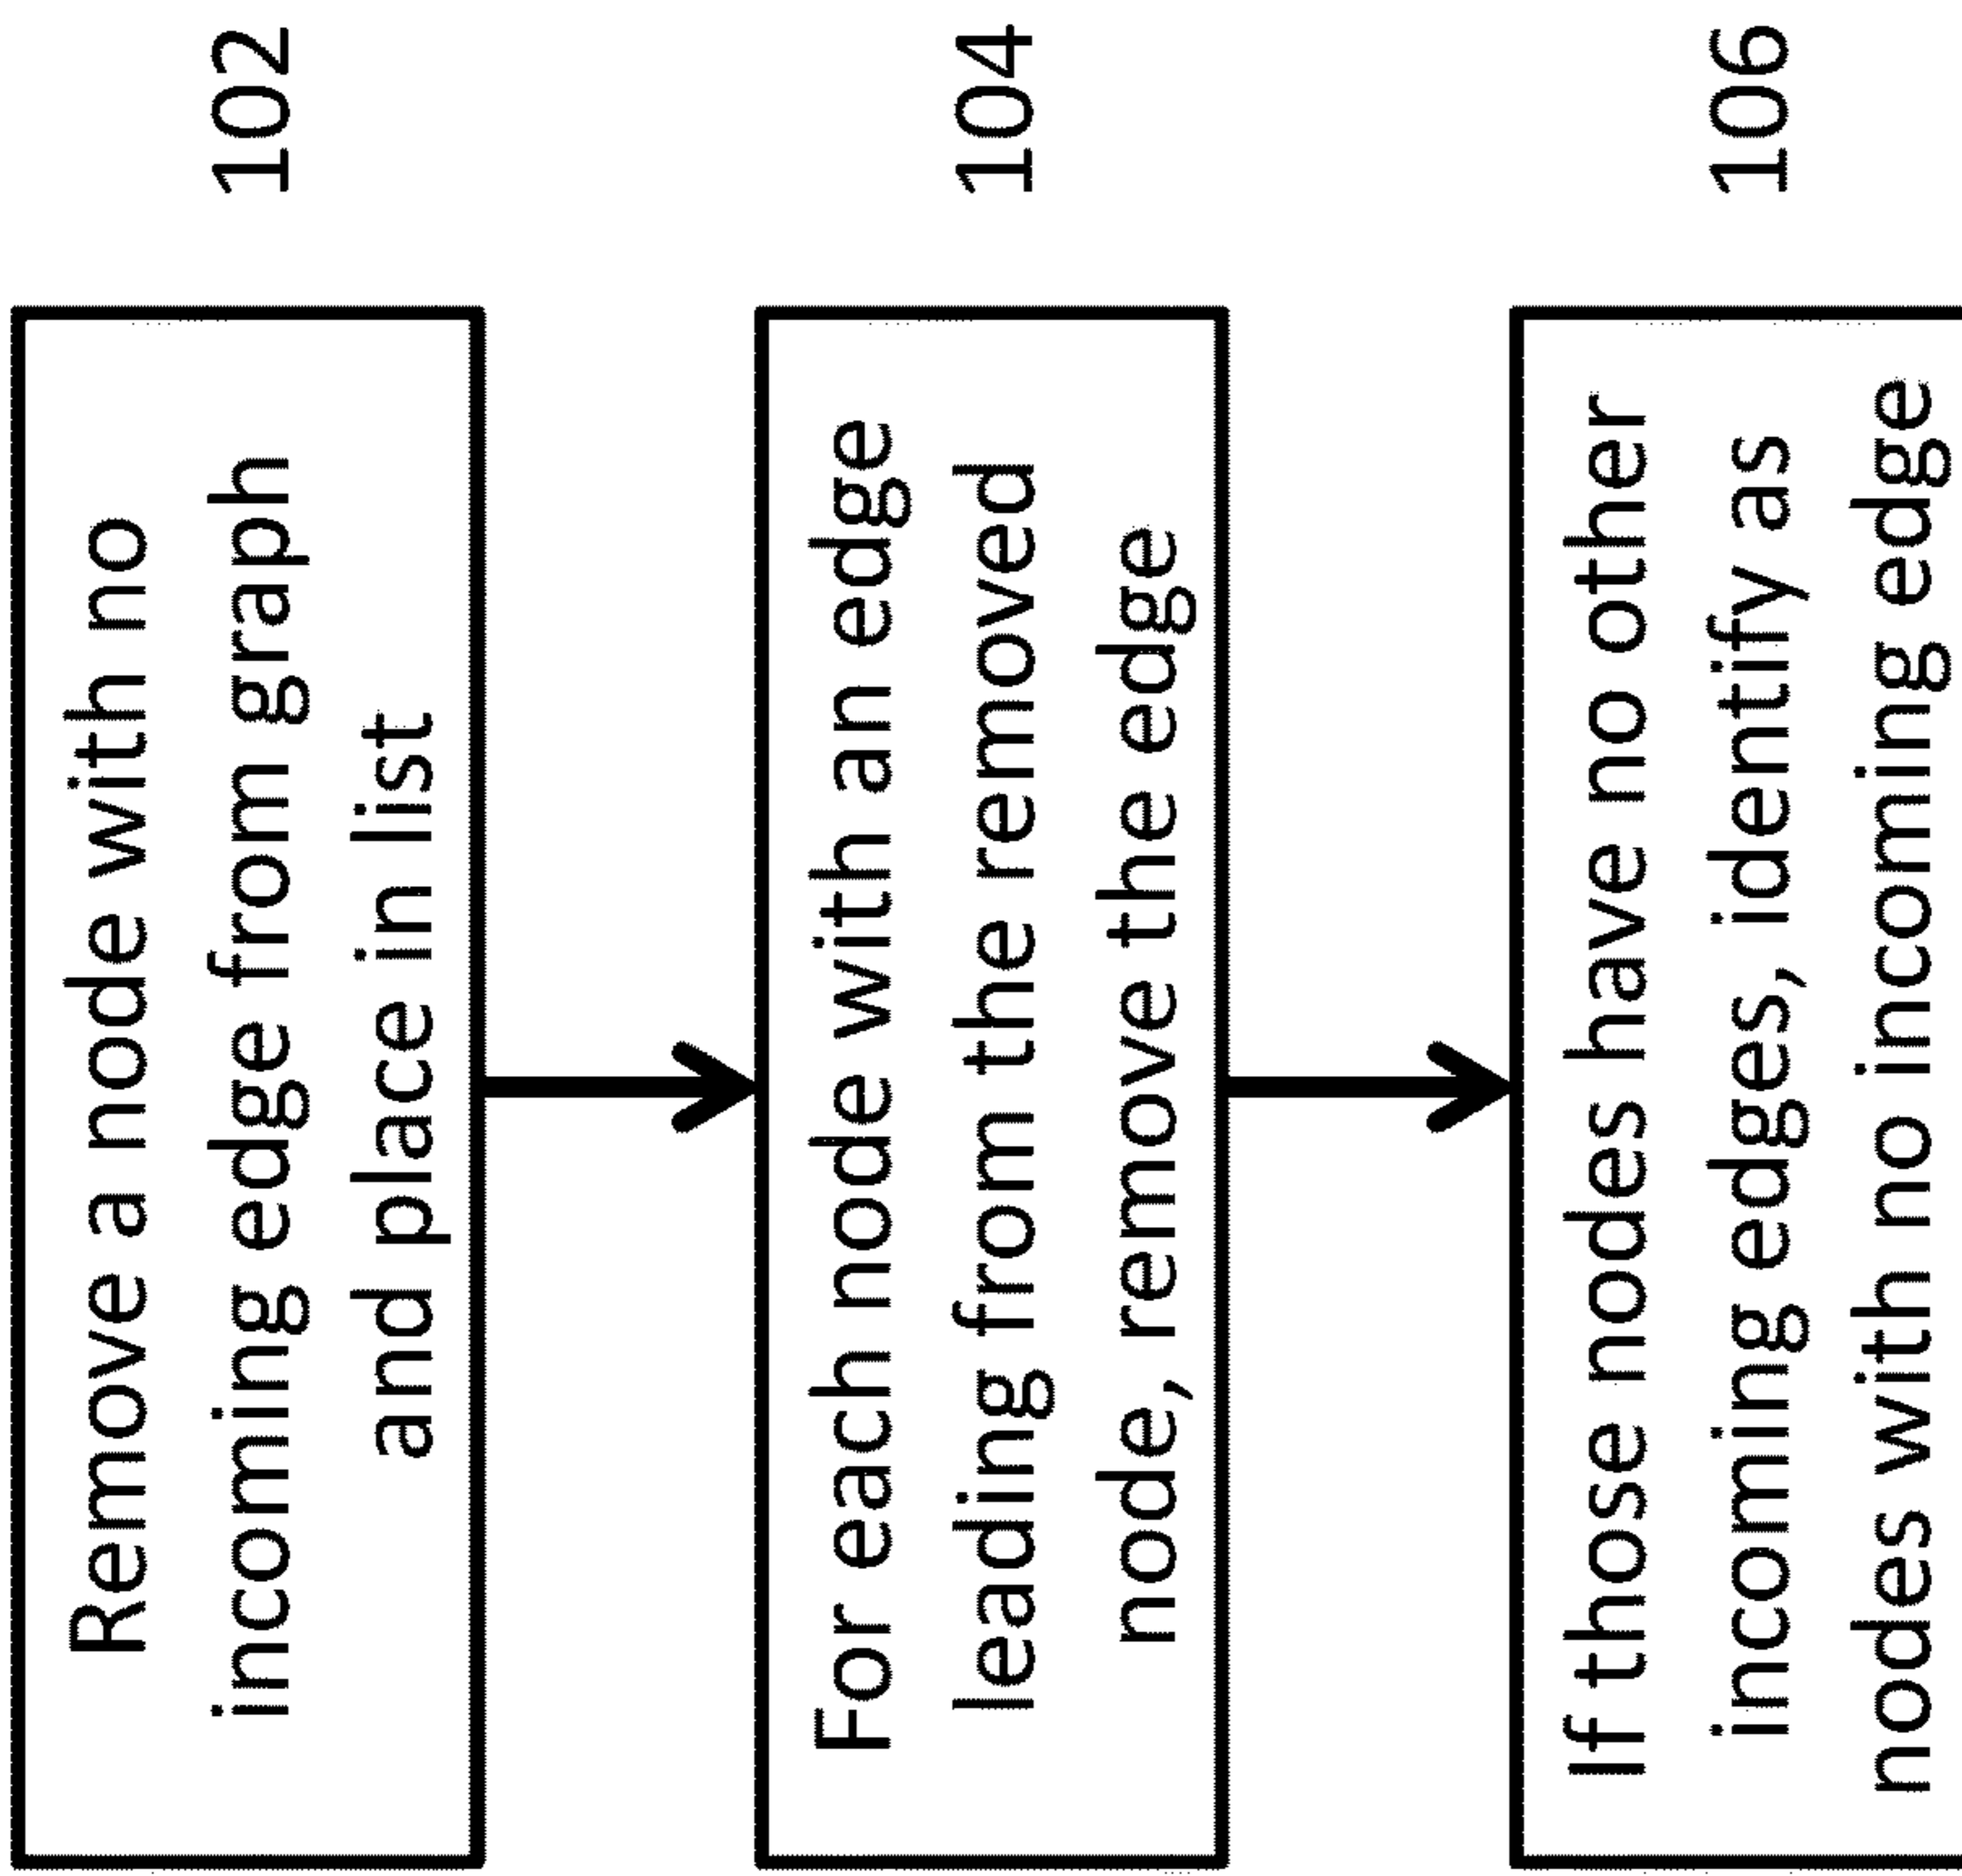 Remove a node with no
incoming edge from graph
and place in list
102
For each node with an edge
leading from the removed
node, remove the edge
104
If those nodes have no other
incoming edges, identify as
nodes with no incoming edge
106